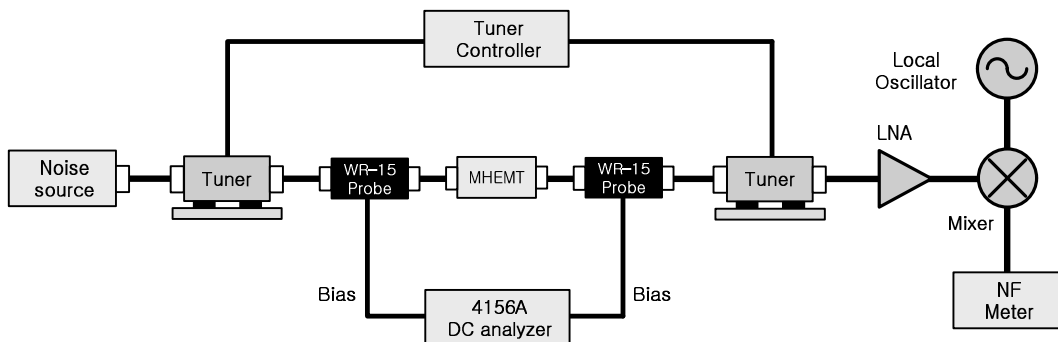 Tuner
Controller
Local
Oscillator
LNA
Noise
source
Tuner
WR-15
Probe
MHEMT
WR-15
Probe
Tuner
Mixer
Bias
4156A
DC analyzer
Bias
NF
Meter